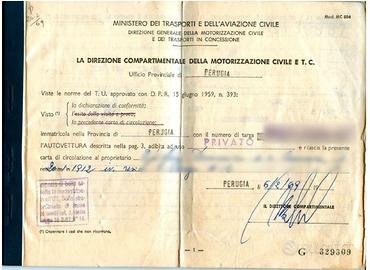 Mod. MC 804
69
MINISTERO DEI TRASPORTI E DELL'AVIAZIONE CIVILE
DIREZIONE GENERALE DELLA MOTORIZZAZIONE CIVILE
E DEI TRASPORTI IN CONCESSIONE
LA DIREZIONE COMPARTIMENTALE DELLA MOTORIZZAZIONE CIVILE E T. C.
Ufficio Provinciale di PERUGIA
Viste le norme del T. U. approvato con D. P. R. 15 giugno 1959, n. 393:
la dichiarazione di conformità;
Visto (*) l'esito della visita e prova;
la precedente carta di circolazione;
immatricola nella Provincia di PERUGIA con il numero di targa
l'AUTOVETTURA descritta nella pag. 3, adibita ad uso PRIVATO e rilascia la presente
carta di circolazione al proprietario
PERUGIA
IL DIRETTORE COMPARTIMENTALE
(*) Cancellare i casi che non ricorrono.
— 1 —
G 329309